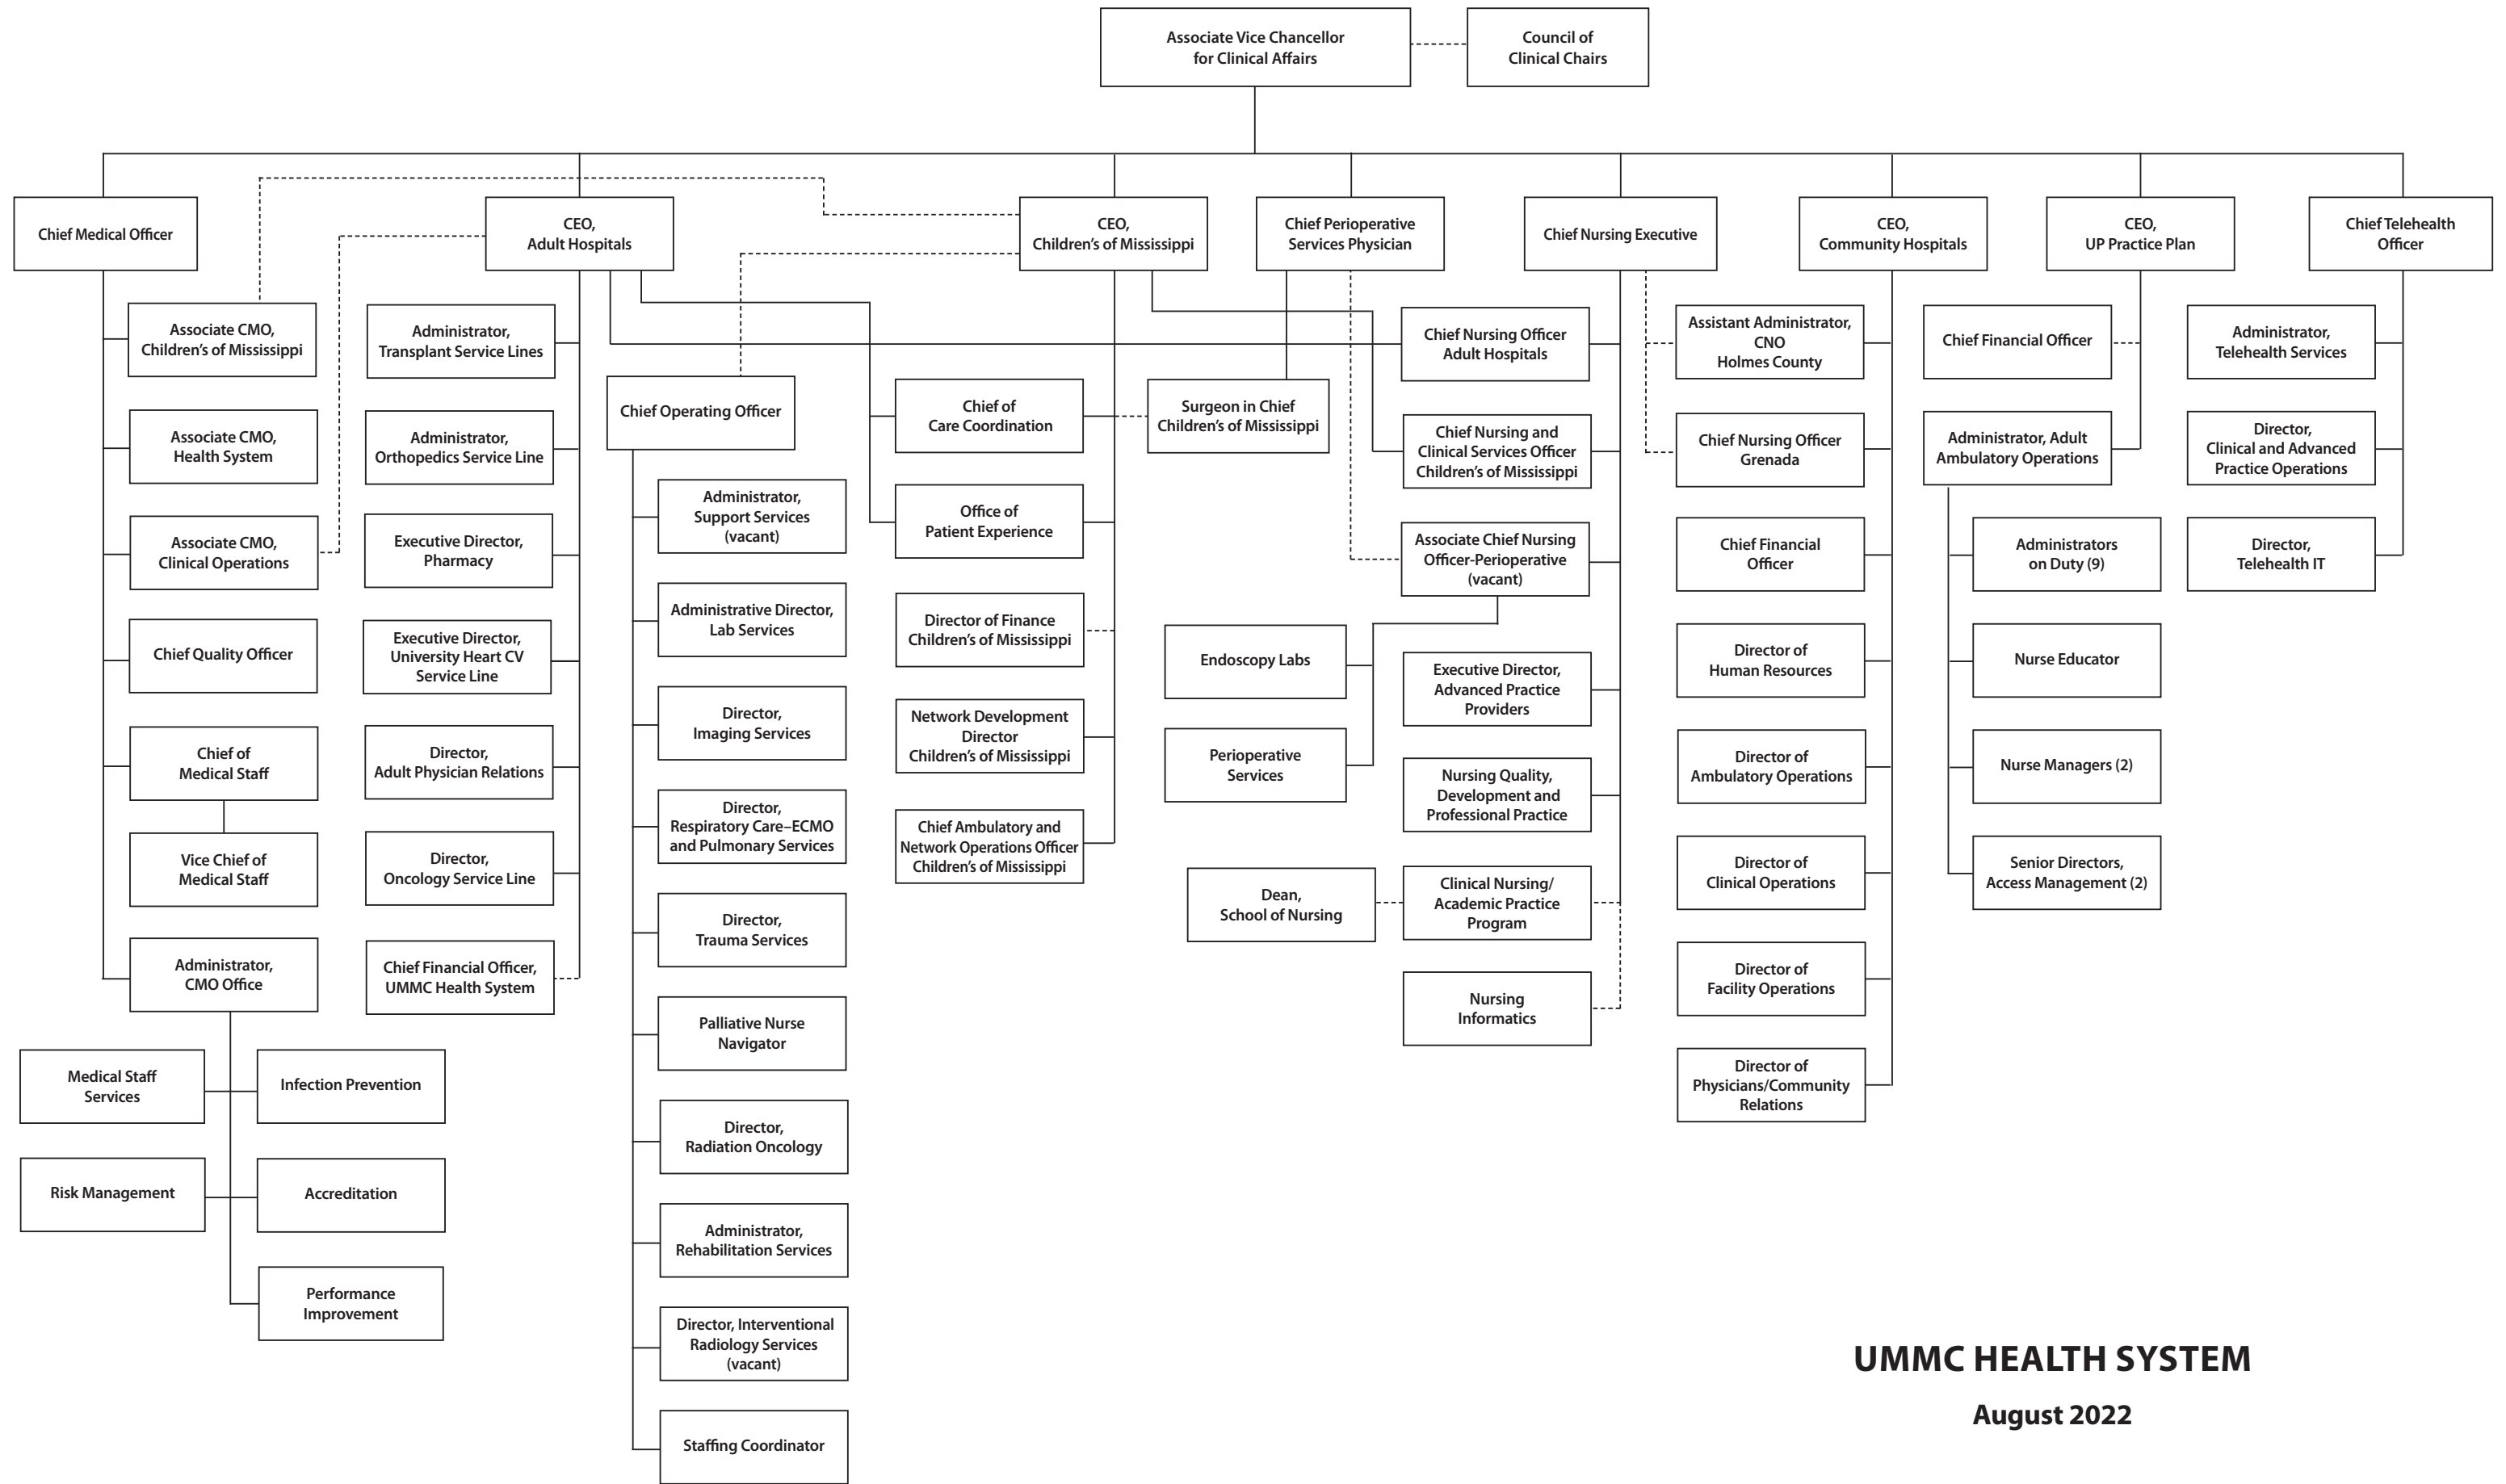 Associate Vice Chancellor
for Clinical Affairs
Council of
Clinical Chairs
Chief Medical Officer
CEO,
Adult Hospitals
CEO,
Children's of Mississippi
Chief Perioperative
Services Physician
Chief Nursing Executive
CEO,
Community Hospitals
CEO,
UP Practice Plan
Chief Telehealth
Officer
Associate CMO,
Children's of Mississippi
Associate CMO,
Health System
Associate CMO,
Clinical Operations
Chief Quality Officer
Chief of
Medical Staff
Vice Chief of
Medical Staff
Administrator,
CMO Office
Medical Staff
Services
Infection Prevention
Risk Management
Accreditation
Performance
Improvement
Administrator,
Transplant Service Lines
Administrator,
Orthopedics Service Line
Executive Director,
Pharmacy
Executive Director,
University Heart CV
Service Line
Director,
Adult Physician Relations
Director,
Oncology Service Line
Chief Financial Officer,
UMMC Health System
Chief Operating Officer
Administrator,
Support Services
(vacant)
Administrative Director,
Lab Services
Director,
Imaging Services
Director,
Respiratory Care–ECMO
and Pulmonary Services
Director,
Trauma Services
Palliative Nurse
Navigator
Director,
Radiation Oncology
Administrator,
Rehabilitation Services
Director, Interventional
Radiology Services
(vacant)
Staffing Coordinator
Chief of
Care Coordination
Office of
Patient Experience
Director of Finance
Children's of Mississippi
Network Development
Director
Children's of Mississippi
Chief Ambulatory and
Network Operations Officer
Children's of Mississippi
Surgeon in Chief
Children's of Mississippi
Chief Nursing Officer
Adult Hospitals
Chief Nursing and
Clinical Services Officer
Children's of Mississippi
Associate Chief Nursing
Officer-Perioperative
(vacant)
Endoscopy Labs
Perioperative
Services
Executive Director,
Advanced Practice
Providers
Nursing Quality,
Development and
Professional Practice
Dean,
School of Nursing
Clinical Nursing/
Academic Practice
Program
Nursing
Informatics
Assistant Administrator,
CNO
Holmes County
Chief Nursing Officer
Grenada
Chief Financial
Officer
Director of
Human Resources
Director of
Ambulatory Operations
Director of
Clinical Operations
Director of
Facility Operations
Director of
Physicians/Community
Relations
Chief Financial Officer
Administrator, Adult
Ambulatory Operations
Administrators
on Duty (9)
Nurse Educator
Nurse Managers (2)
Senior Directors,
Access Management (2)
Administrator,
Telehealth Services
Director,
Clinical and Advanced
Practice Operations
Director,
Telehealth IT
UMMC HEALTH SYSTEM
August 2022